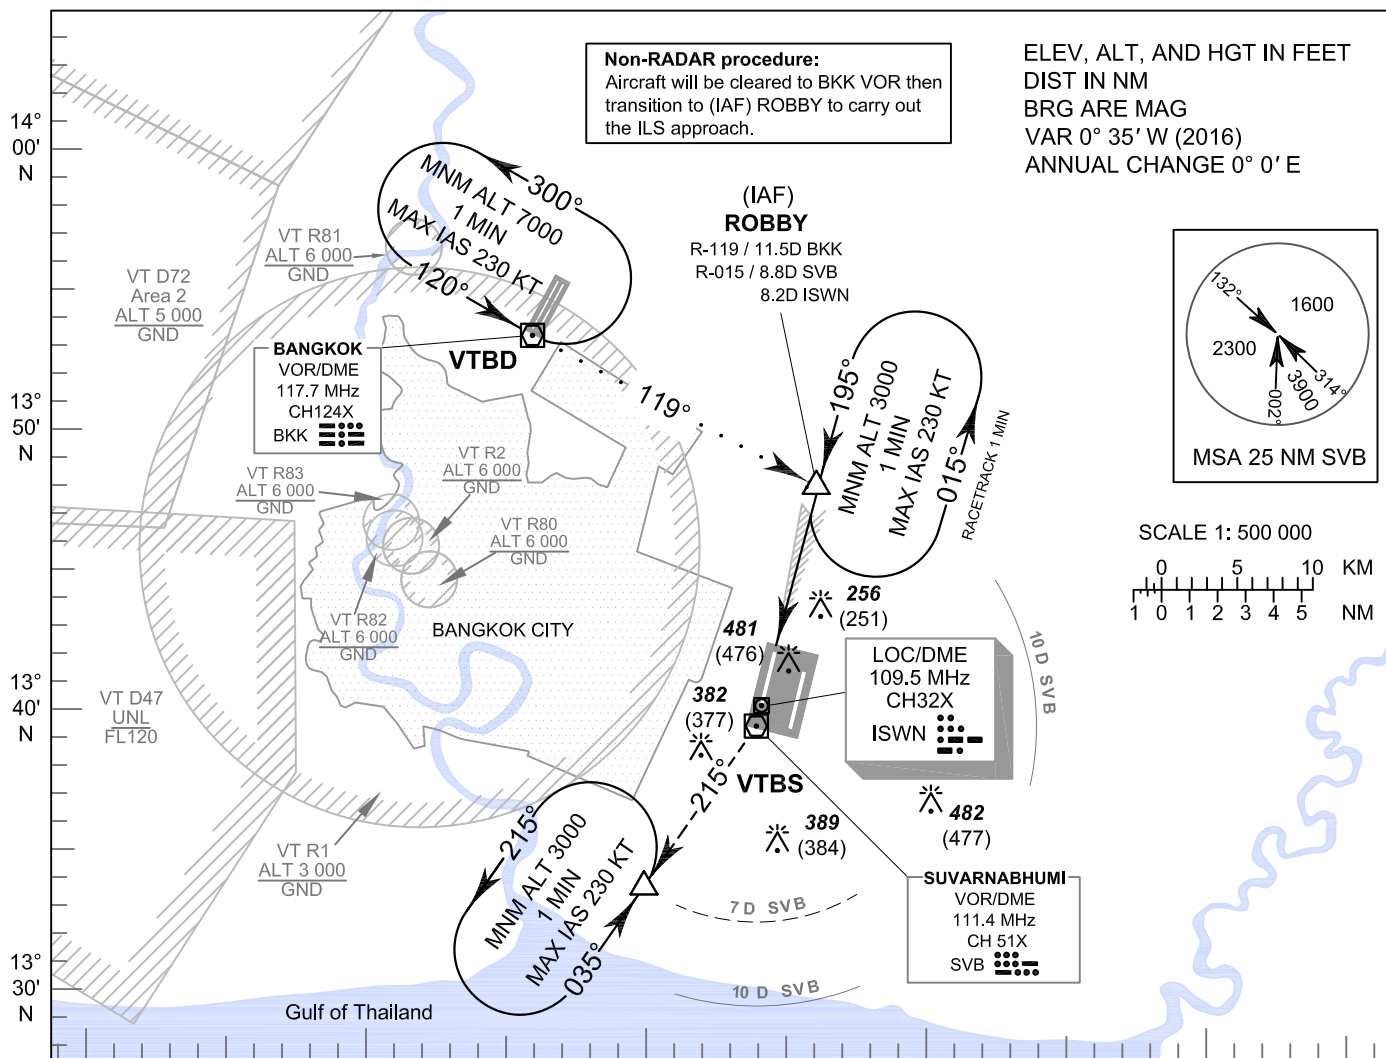 Non-RADAR procedure:
Aircraft will be cleared to BKK VOR then
transition to (IAF) ROBBY to carry out
the ILS approach.
ELEV, ALT, AND HGT IN FEET
DIST IN NM
BRG ARE MAG
VAR 0° 35′ W (2016)
ANNUAL CHANGE 0° 0′ E
14°
00'
N
13°
50'
N
13°
40'
N
13°
30'
N
300°
MNM ALT 7000
1 MIN
MAX IAS 230 KT
120°
VT R81
ALT 6 000
GND
VT D72
Area 2
ALT 5 000
GND
(IAF)
ROBBY
R-119 / 11.5D BKK
R-015 / 8.8D SVB
8.2D ISWN
132°
1600
2300
314°
3900
002°
MSA 25 NM SVB
BANGKOK
VOR/DME
117.7 MHz
CH124X
BKK
VTBD
119°
195°
MNM ALT 3000
1 MIN
MAX IAS 230 KT
015°
RACETRACK 1 MIN
VT R2
ALT 6 000
GND
VT R83
ALT 6 000
GND
VT R80
ALT 6 000
GND
VT R82
ALT 6 000
GND
BANGKOK CITY
SCALE 1: 500 000
0 5 10 KM
1 0 1 2 3 4 5 NM
256
(251)
481
(476)
382
(377)
LOC/DME
109.5 MHz
CH32X
ISWN
10 D SVB
VT D47
UNL
FL120
VTBS
215°
482
(477)
389
(384)
VT R1
ALT 3 000
GND
215°
MNM ALT 3000
1 MIN
MAX IAS 230 KT
035°
7 D SVB
10 D SVB
SUVARNABHUMI
VOR/DME
111.4 MHz
CH 51X
SVB
Gulf of Thailand